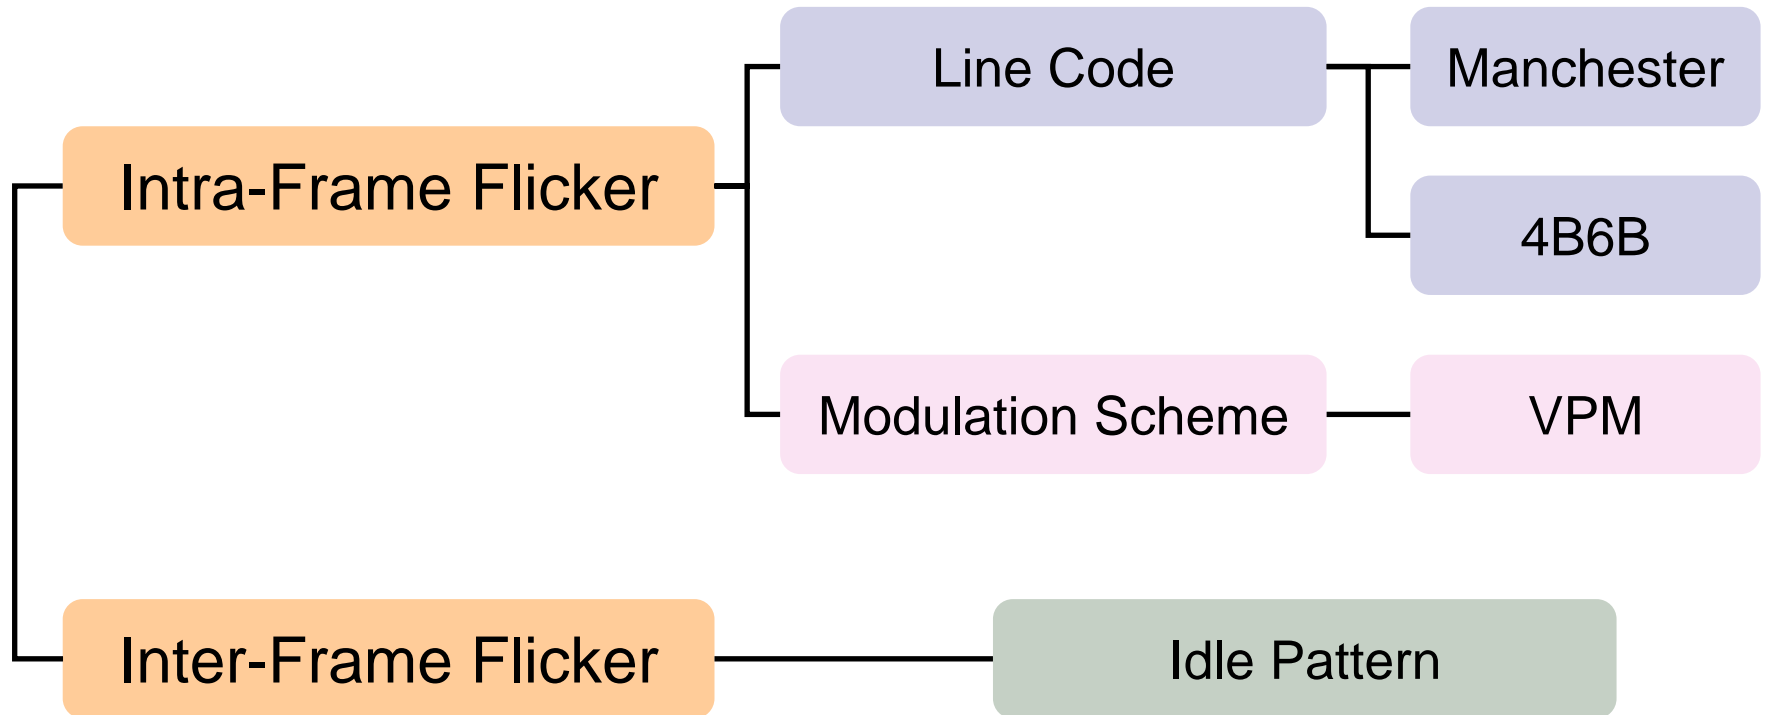 Line Code
Manchester
Intra-Frame Flicker
4B6B
Modulation Scheme
VPM
Inter-Frame Flicker
Idle Pattern